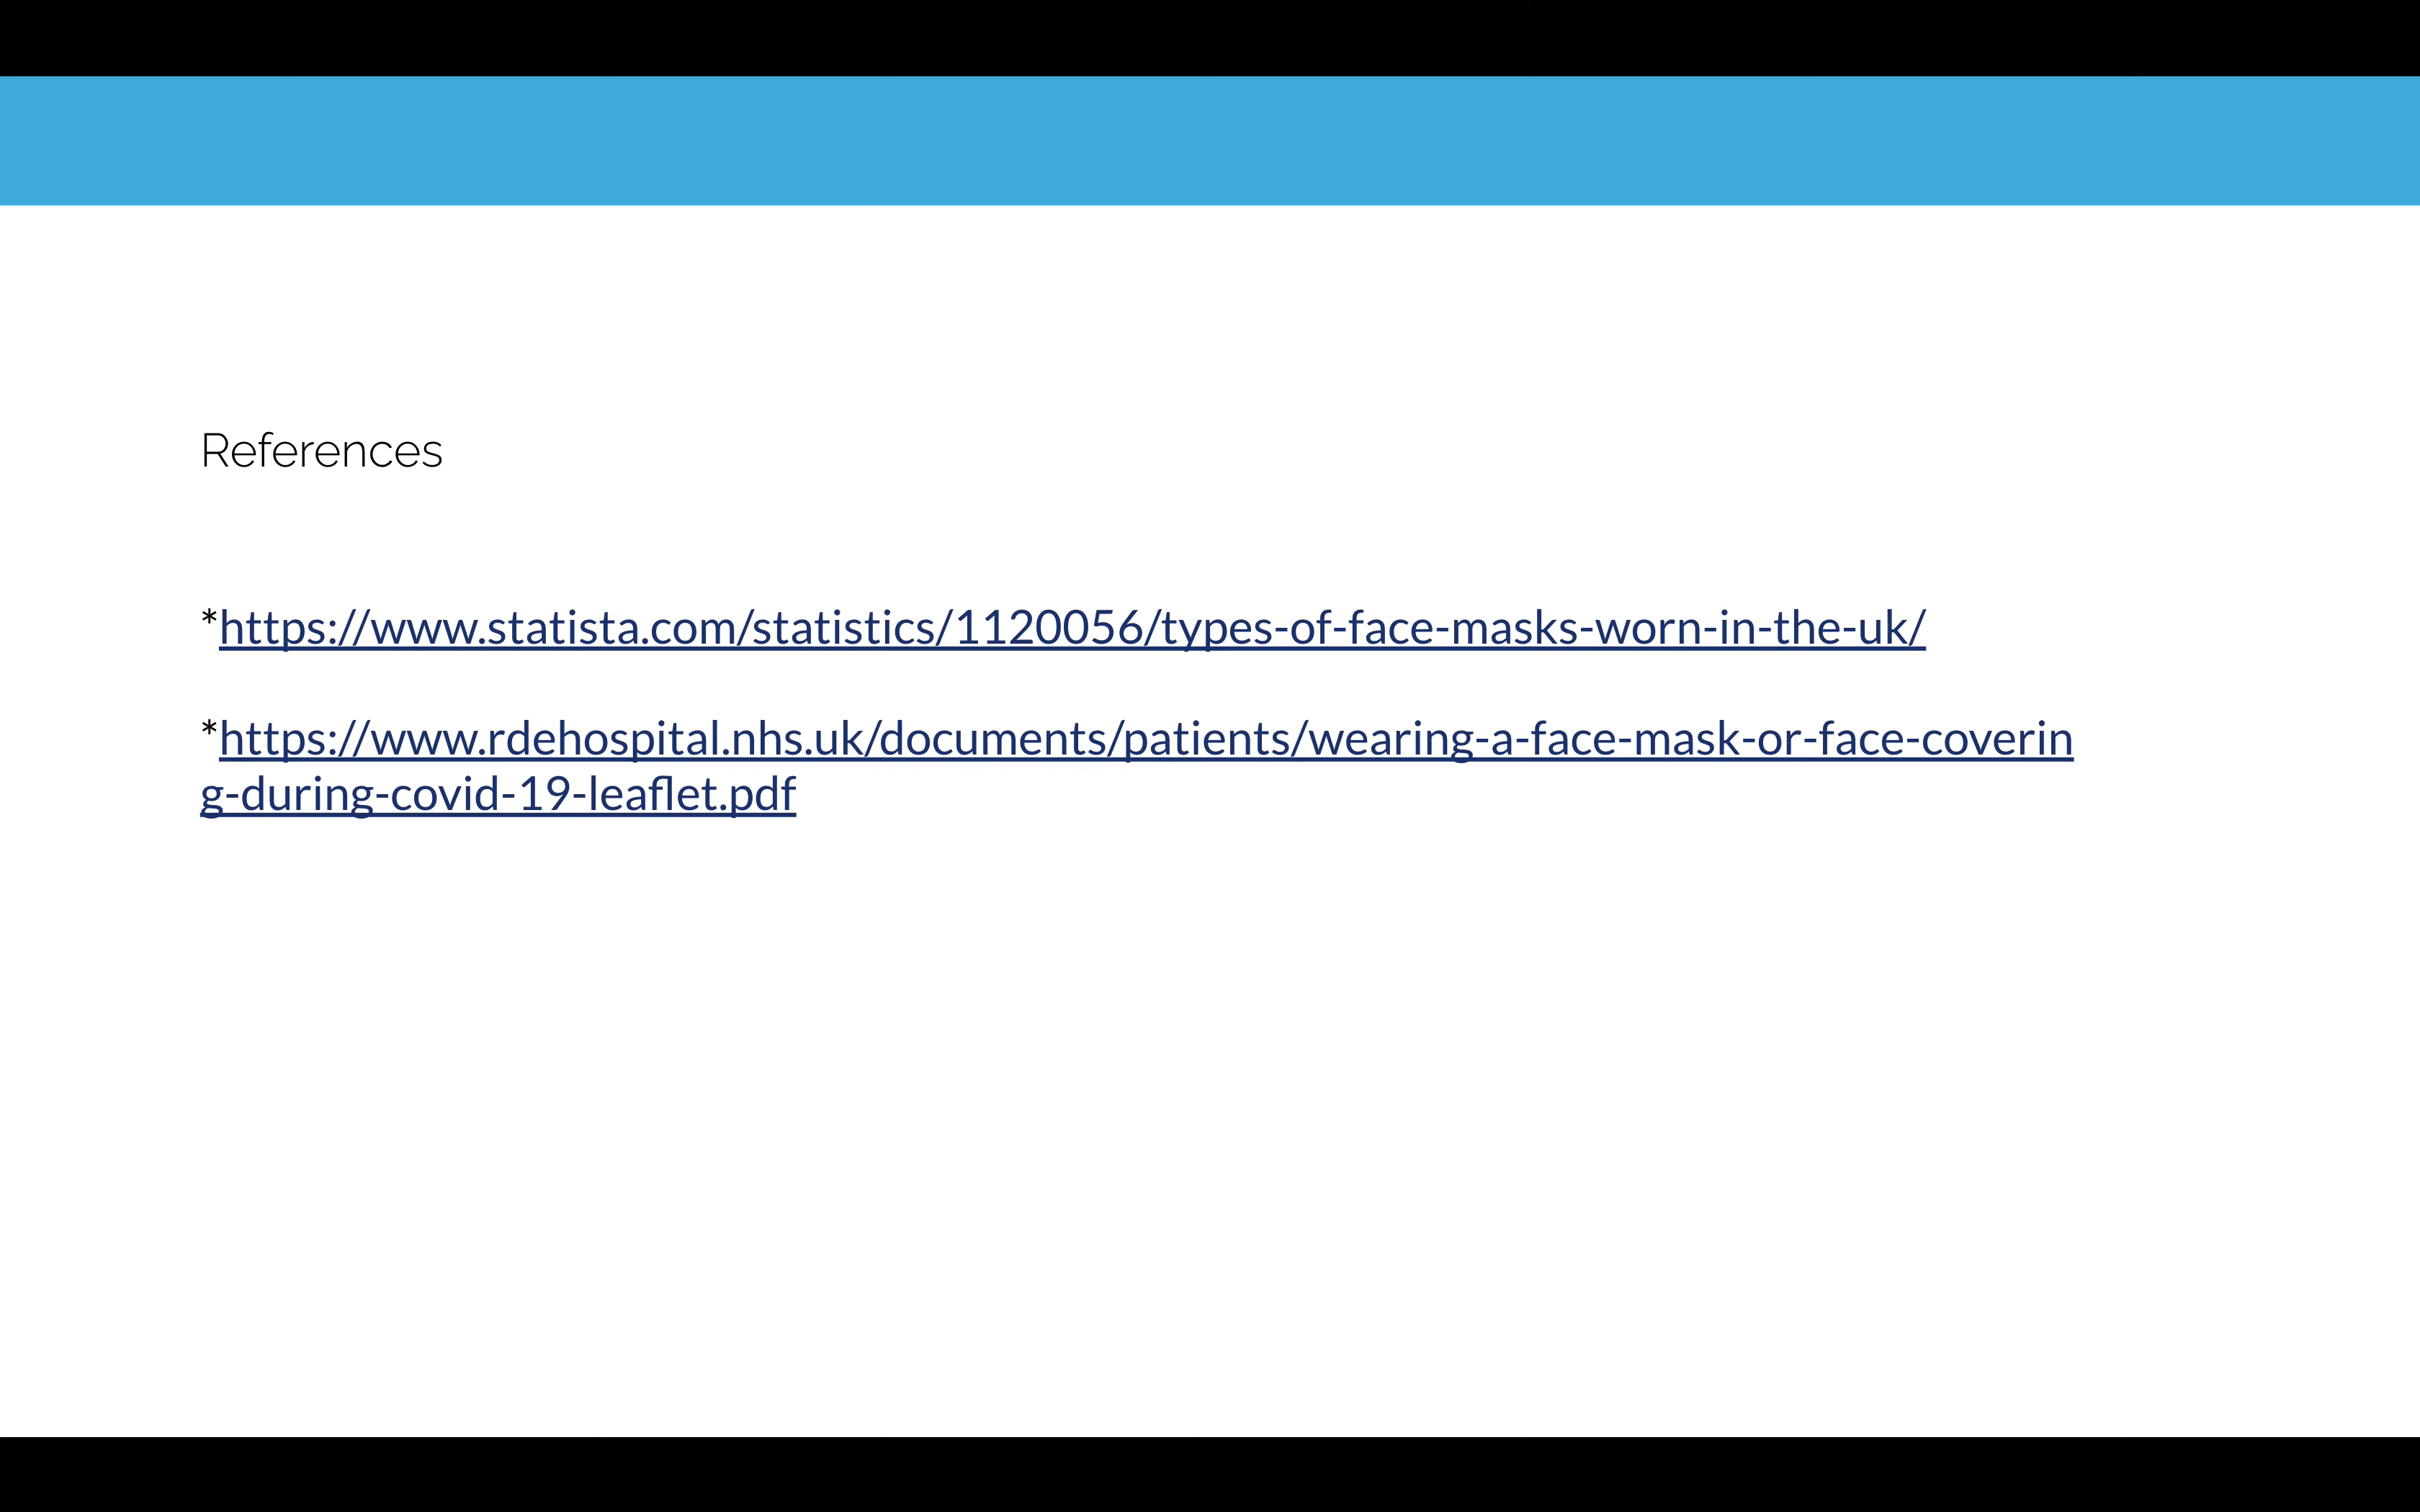 References
*https://www.statista.com/statistics/1120056/types-of-face-masks-worn-in-the-uk/
*https://www.rdehospital.nhs.uk/documents/patients/wearing-a-face-mask-or-face-coverin
g-during-covid-19-leaflet.pdf